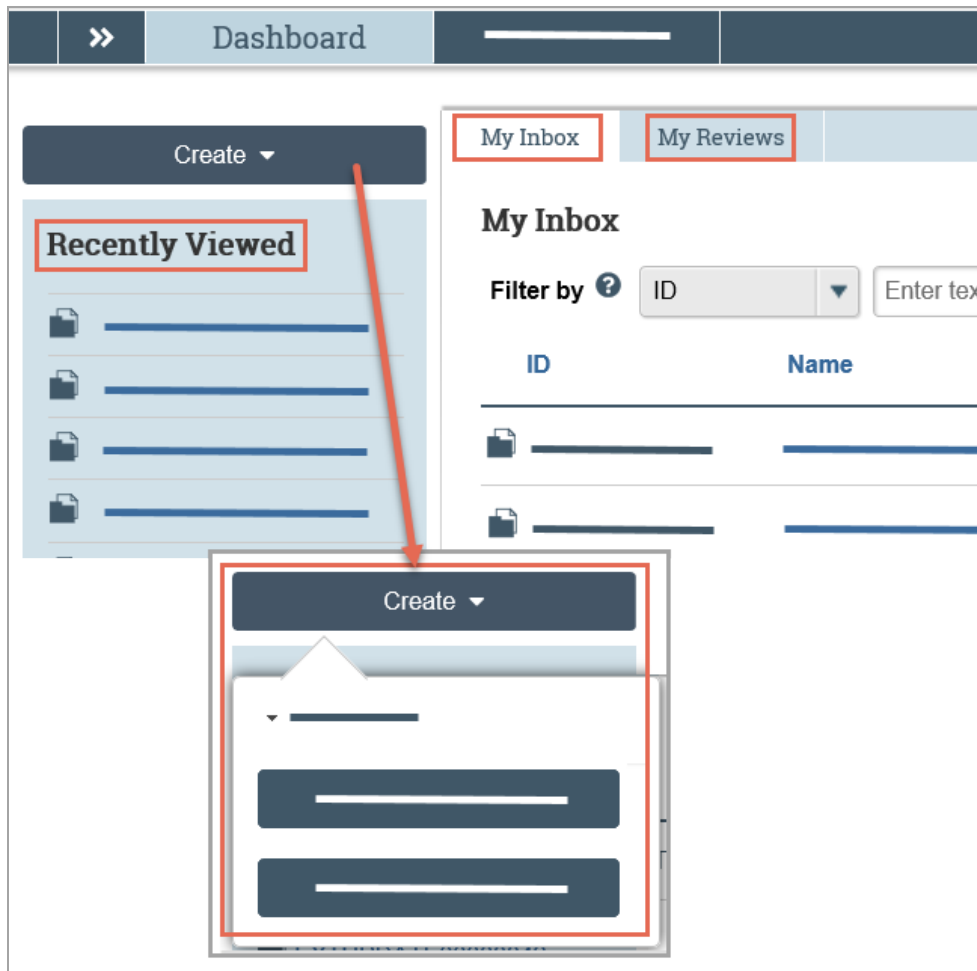 Dashboard
Create
My Inbox
My Reviews
Recently Viewed
My Inbox
Filter by
ID
Enter tex
ID
Name
Create